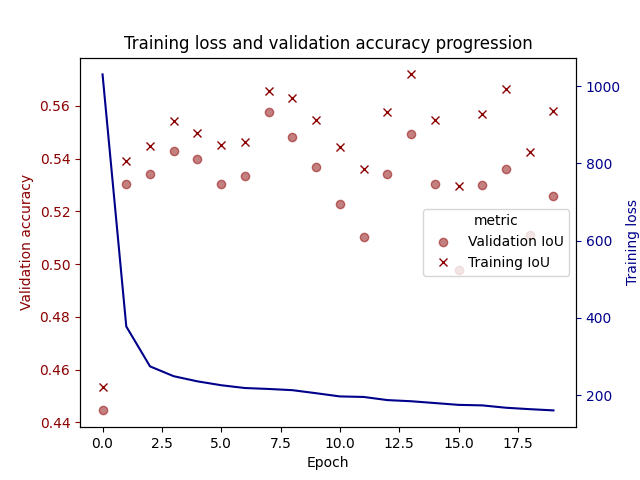 Training loss and validation accuracy progression
Validation accuracy
0.56
0.54
0.52
0.50
0.48
0.46
0.44
metric
Validation IoU
Training IoU
1000
800
600
400
200
Training loss
0.0
2.5
5.0
7.5
10.0
12.5
15.0
17.5
Epoch